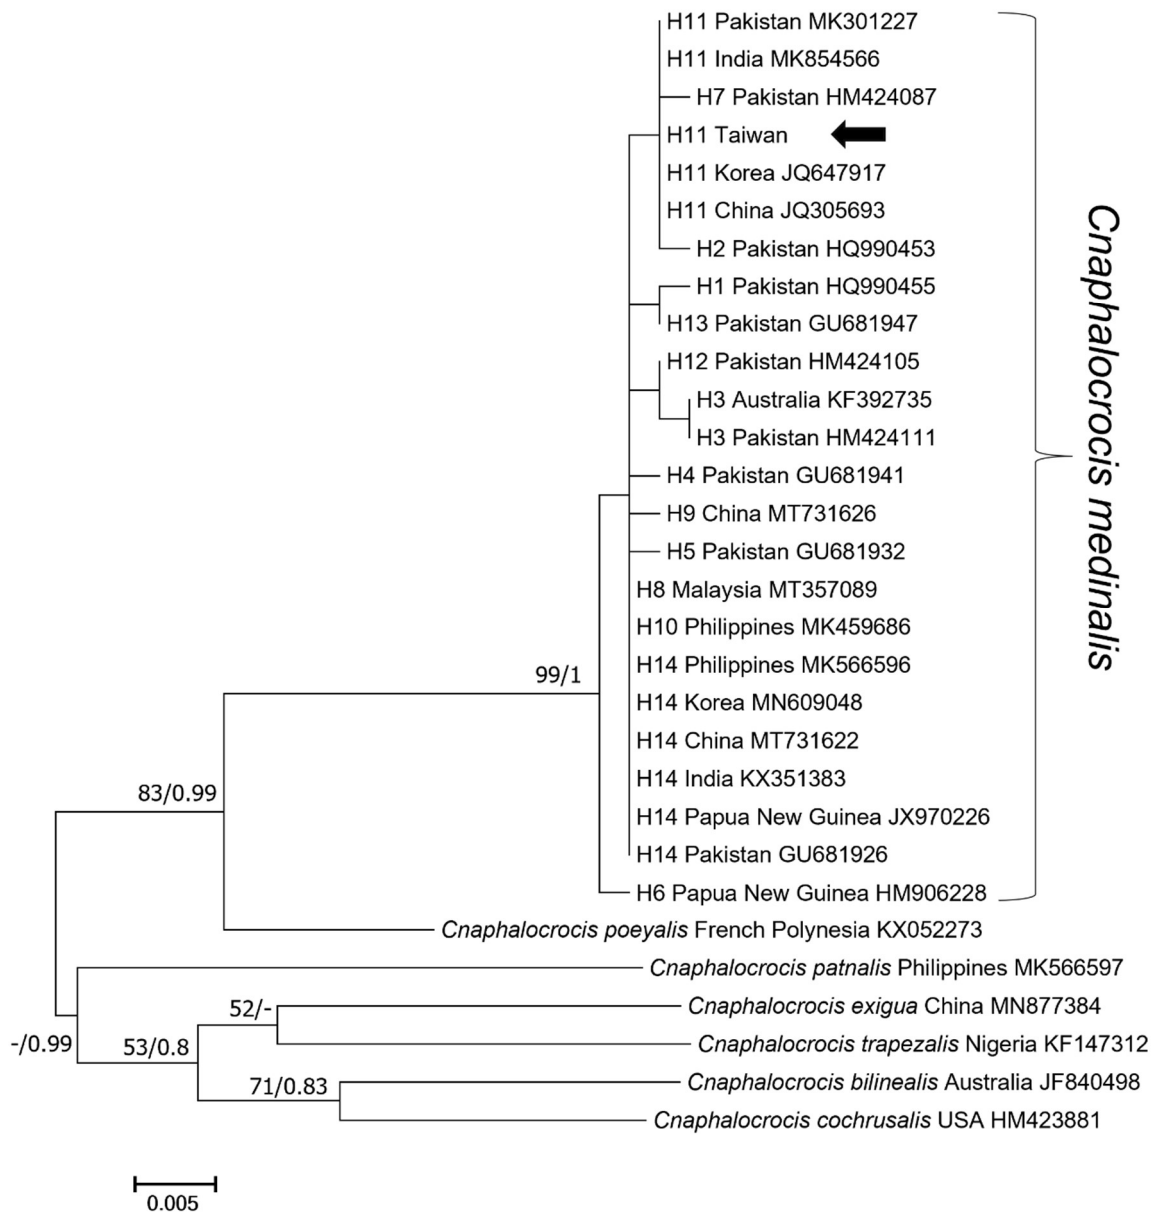 H11 Pakistan MK301227
H11 India MK854566
H7 Pakistan HM424087
H11 Taiwan
H11 Korea JQ647917
H11 China JQ305693
H2 Pakistan HQ990453
H1 Pakistan HQ990455
H13 Pakistan GU681947
H12 Pakistan HM424105
H3 Australia KF392735
H3 Pakistan HM424111
H4 Pakistan GU681941
H9 China MT731626
H5 Pakistan GU681932
H8 Malaysia MT357089
H10 Philippines MK459686
H14 Philippines MK566596
H14 Korea MN609048
H14 China MT731622
H14 India KX351383
H14 Papua New Guinea JX970226
H14 Pakistan GU681926
H6 Papua New Guinea HM906228
Cnaphalocrocis medinalis
99/1
83/0.99
Cnaphalocrocis poeyalis French Polynesia KX052273
Cnaphalocrocis patnalis Philippines MK566597
52/-
Cnaphalocrocis exigua China MN877384
-/0.99
53/0.8
Cnaphalocrocis trapezalis Nigeria KF147312
71/0.83
Cnaphalocrocis bilinealis Australia JF840498
Cnaphalocrocis cochrusalis USA HM423881
0.005